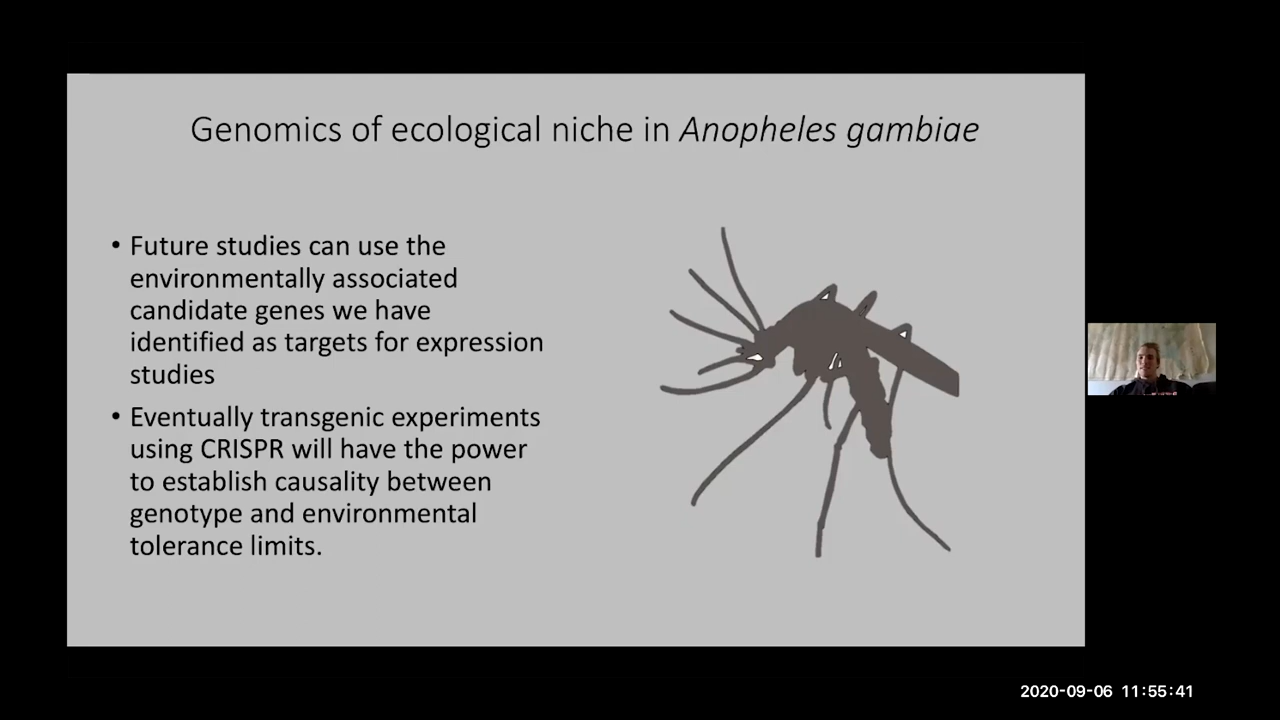 Genomics of ecological niche in Anopheles gambiae
• Future studies can use the
environmentally associated
candidate genes we have
identified as targets for expression
studies
• Eventually transgenic experiments
using CRISPR will have the power
to establish causality between
genotype and environmental
tolerance limits.
2020-09-06 11:55:41